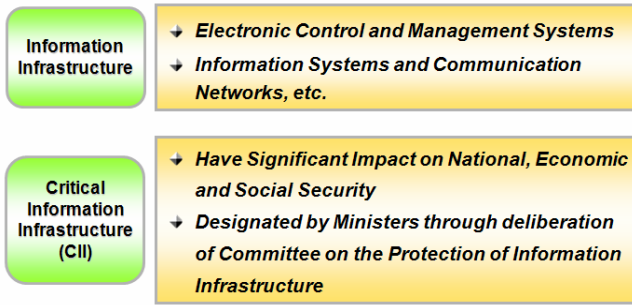 Information
Infrastructure
Electronic Control and Management Systems
Information Systems and Communication
Networks, etc.
Critical
Information
Infrastructure
(CII)
Have Significant Impact on National, Economic
and Social Security
Designated by Ministers through deliberation
of Committee on the Protection of Information
Infrastructure